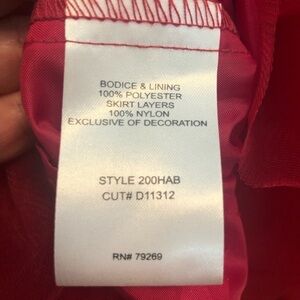 BODICE & LINING
100% POLYESTER
SKIRT LAYERS
100% NYLON
EXCLUSIVE OF DECORATION
STYLE 200HAB
CUT# D11312
RN# 79269